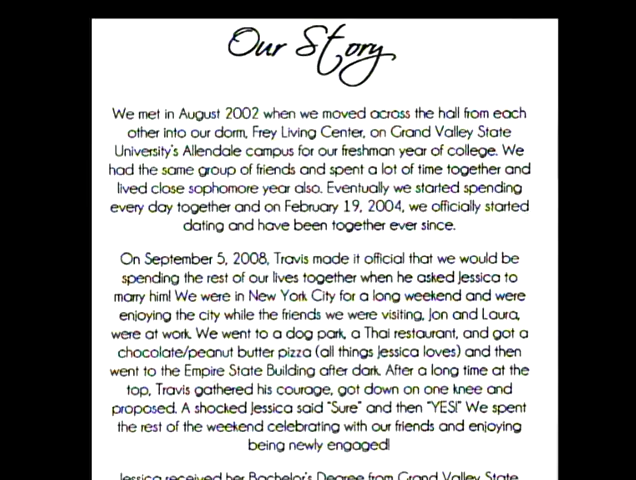 Our Story
We met in August 2002 when we moved across the hall from each
other into our dorm, Frey Living Center, on Grand Valley State
University's Allendale campus for our freshman year of college. We
had the same group of friends and spent a lot of time together and
lived close sophomore year also. Eventually we started spending
every day together and on February 19, 2004, we officially started
dating and have been together ever since.
On September 5, 2008, Travis made it official that we would be
spending the rest of our lives together when he asked Jessica to
marry him! We were in New York City for a long weekend and were
enjoying the city while the friends we were visiting, Jon and Laura,
were at work. We went to a dog park, a Thai restaurant, and got a
chocolate/peanut butter pizza (all things Jessica loves) and then
went to the Empire State Building after dark. After a long time at the
top, Travis gathered his courage, got down on one knee and
proposed. A shocked Jessica said "Sure" and then "YES!" We spent
the rest of the weekend celebrating with our friends and enjoying
being newly engaged!
Jessica received her Bachelor's Degree from Grand Valley State